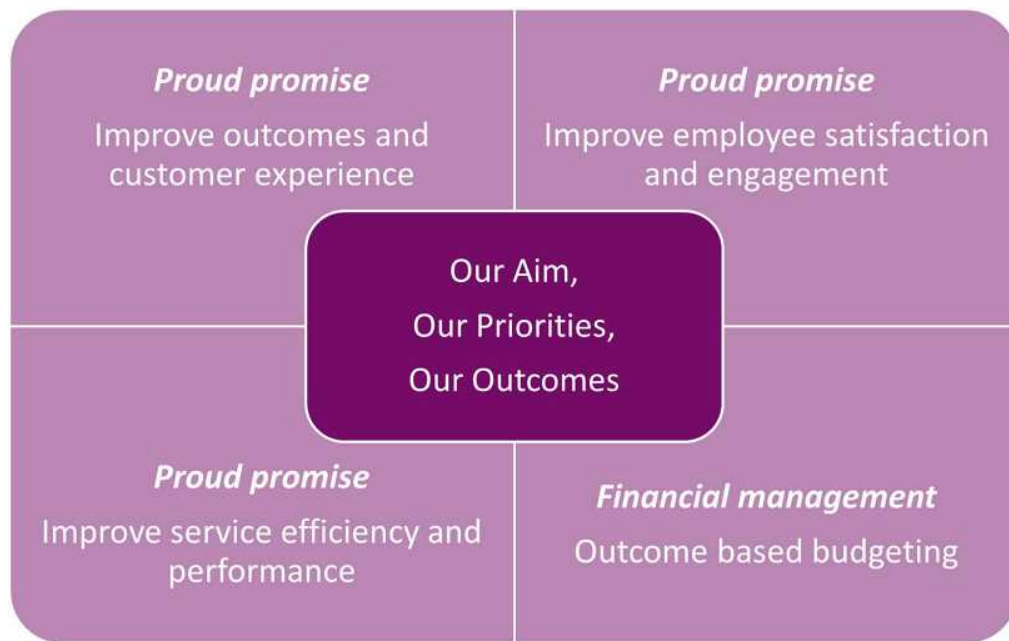 Proud promise
Improve outcomes and
customer experience
Proud promise
Improve employee satisfaction
and engagement
Our Aim,
Our Priorities,
Our Outcomes
Proud promise
Improve service efficiency and
performance
Financial management
Outcome based budgeting